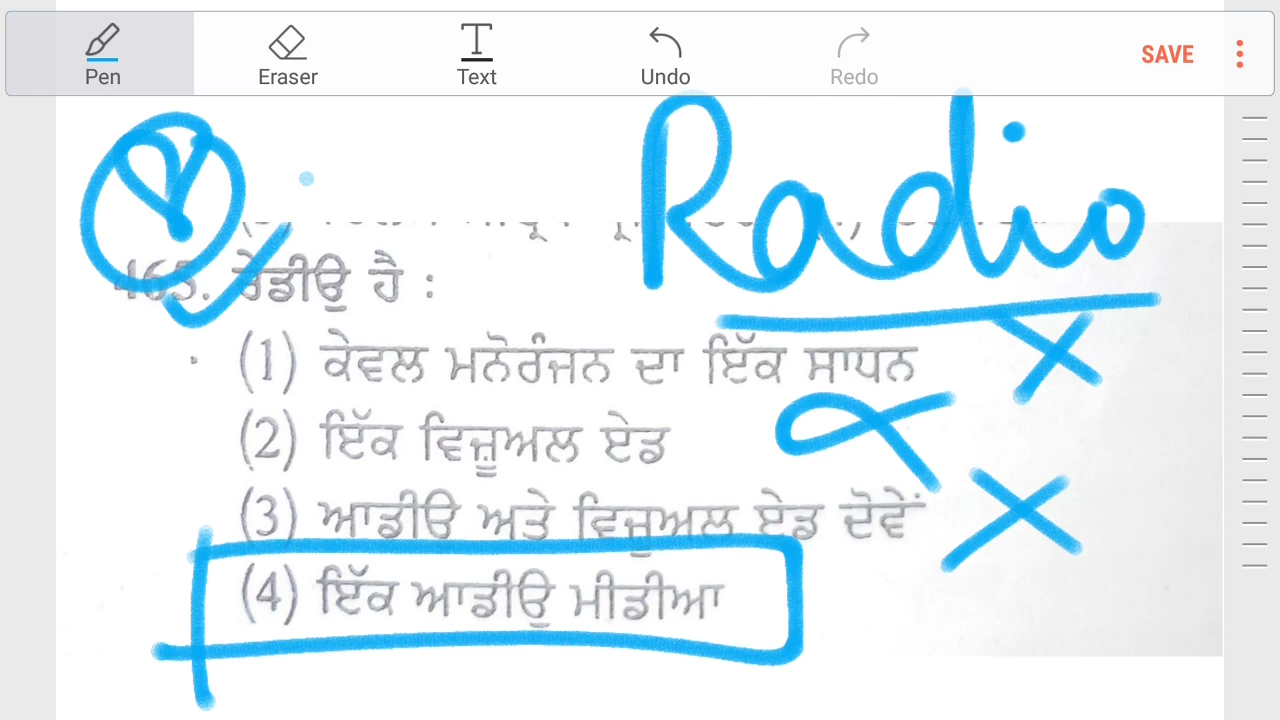 Pen Eraser Text Undo Redo SAVE
Radio
465. ਰੇਡੀਉ ਹੈ :
(1) ਕੇਵਲ ਮਨੋਰੰਜਨ ਦਾ ਇੱਕ ਸਾਧਨ
(2) ਇੱਕ ਵਿਜ਼ੂਅਲ ਏਡ
(3) ਆਡੀਓ ਅਤੇ ਵਿਜ਼ੂਅਲ ਏਡ ਦੋਵੇਂ
(4) ਇੱਕ ਆਡੀਉ ਮੀਡੀਆ